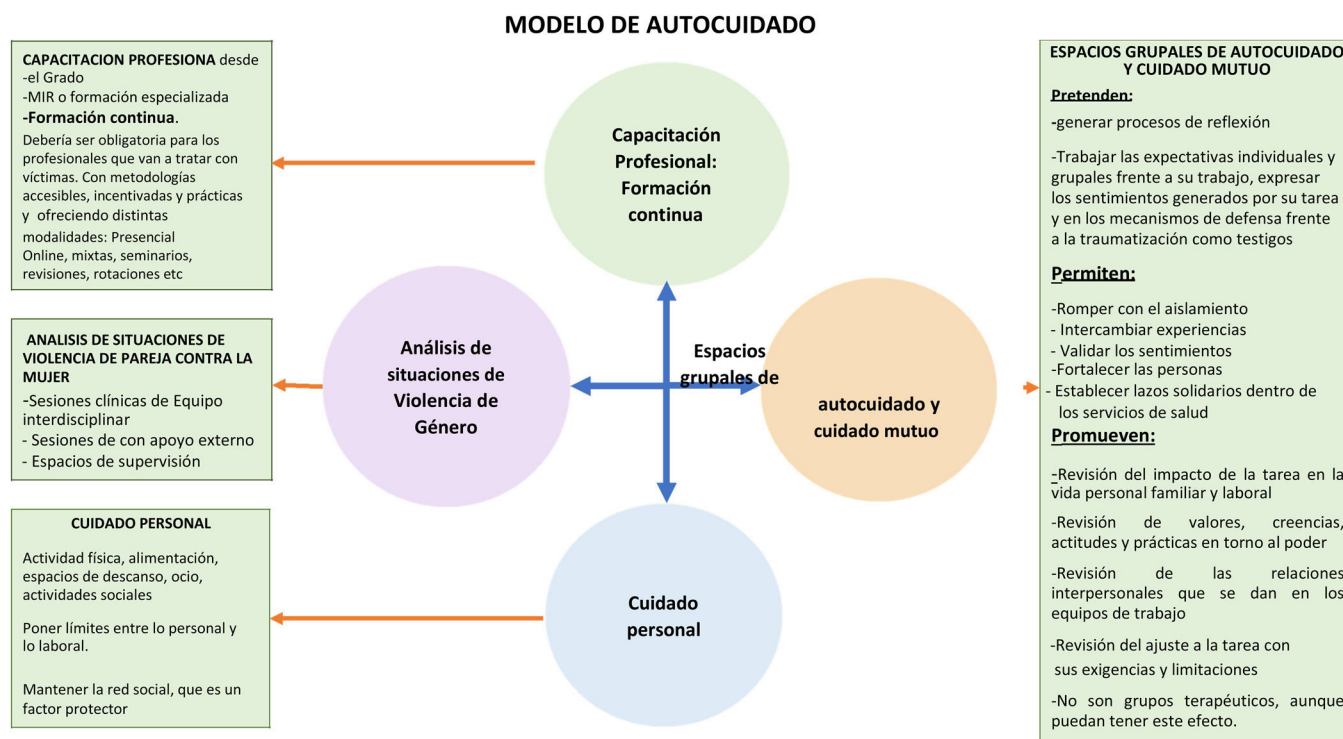 MODELO DE AUTOCUIDADO
CAPACITACION PROFESIONA desde
-el Grado
-MIR o formación especializada
-Formación continua.
Debería ser obligatoria para los
profesionales que van a tratar con
víctimas. Con metodologías
accesibles, incentivadas y prácticas
y ofreciendo distintas
modalidades: Presencial
Online, mixtas, seminarios,
revisiones, rotaciones etc
ANALISIS DE SITUACIONES DE
VIOLENCIA DE PAREJA CONTRA LA
MUJER
-Sesiones clínicas de Equipo
interdisciplinar
- Sesiones de con apoyo externo
- Espacios de supervisión
CUIDADO PERSONAL
Actividad física, alimentación,
espacios de descanso, ocio,
actividades sociales
Poner límites entre lo personal y
lo laboral.
Mantener la red social, que es un
factor protector
Capacitación
Profesional:
Formación
continua
Análisis de
situaciones de
Violencia de
Género
Espacios
grupales de
autocuidado y
cuidado mutuo
Cuidado
personal
ESPACIOS GRUPALES DE AUTOCUIDADO
Y CUIDADO MUTUO
Pretenden:
-generar procesos de reflexión
-Trabajar las expectativas individuales y
grupales frente a su trabajo, expresar
los sentimientos generados por su tarea
y en los mecanismos de defensa frente
a la traumatización como testigos
Permiten:
-Romper con el aislamiento
- Intercambiar experiencias
- Validar los sentimientos
-Fortalecer las personas
- Establecer lazos solidarios dentro de
los servicios de salud
Promueven:
-Revisión del impacto de la tarea en la
vida personal familiar y laboral
-Revisión de valores, creencias,
actitudes y prácticas en torno al poder
-Revisión de las relaciones
interpersonales que se dan en los
equipos de trabajo
-Revisión del ajuste a la tarea con
sus exigencias y limitaciones
-No son grupos terapéuticos, aunque
puedan tener este efecto.